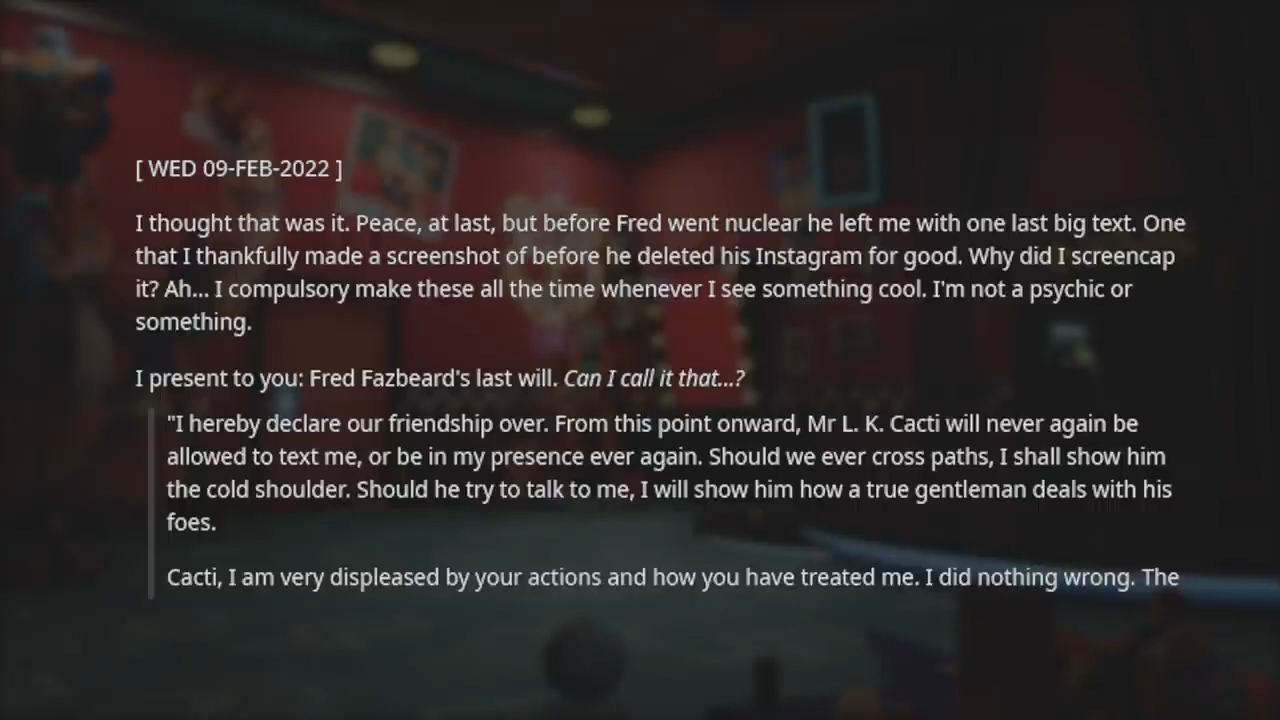 [ WED 09-FEB-2022 ]
I thought that was it. Peace, at last, but before Fred went nuclear he left me with one last big text. One
that I thankfully made a screenshot of before he deleted his Instagram for good. Why did I screencap
it? Ah... I compulsory make these all the time whenever I see something cool. I'm not a psychic or
something.
I present to you: Fred Fazbeard's last will. Can I call it that...?
"I hereby declare our friendship over. From this point onward, Mr L. K. Cacti will never again be
allowed to text me, or be in my presence ever again. Should we ever cross paths, I shall show him
the cold shoulder. Should he try to talk to me, I will show him how a true gentleman deals with his
foes.
Cacti, I am very displeased by your actions and how you have treated me. I did nothing wrong. The